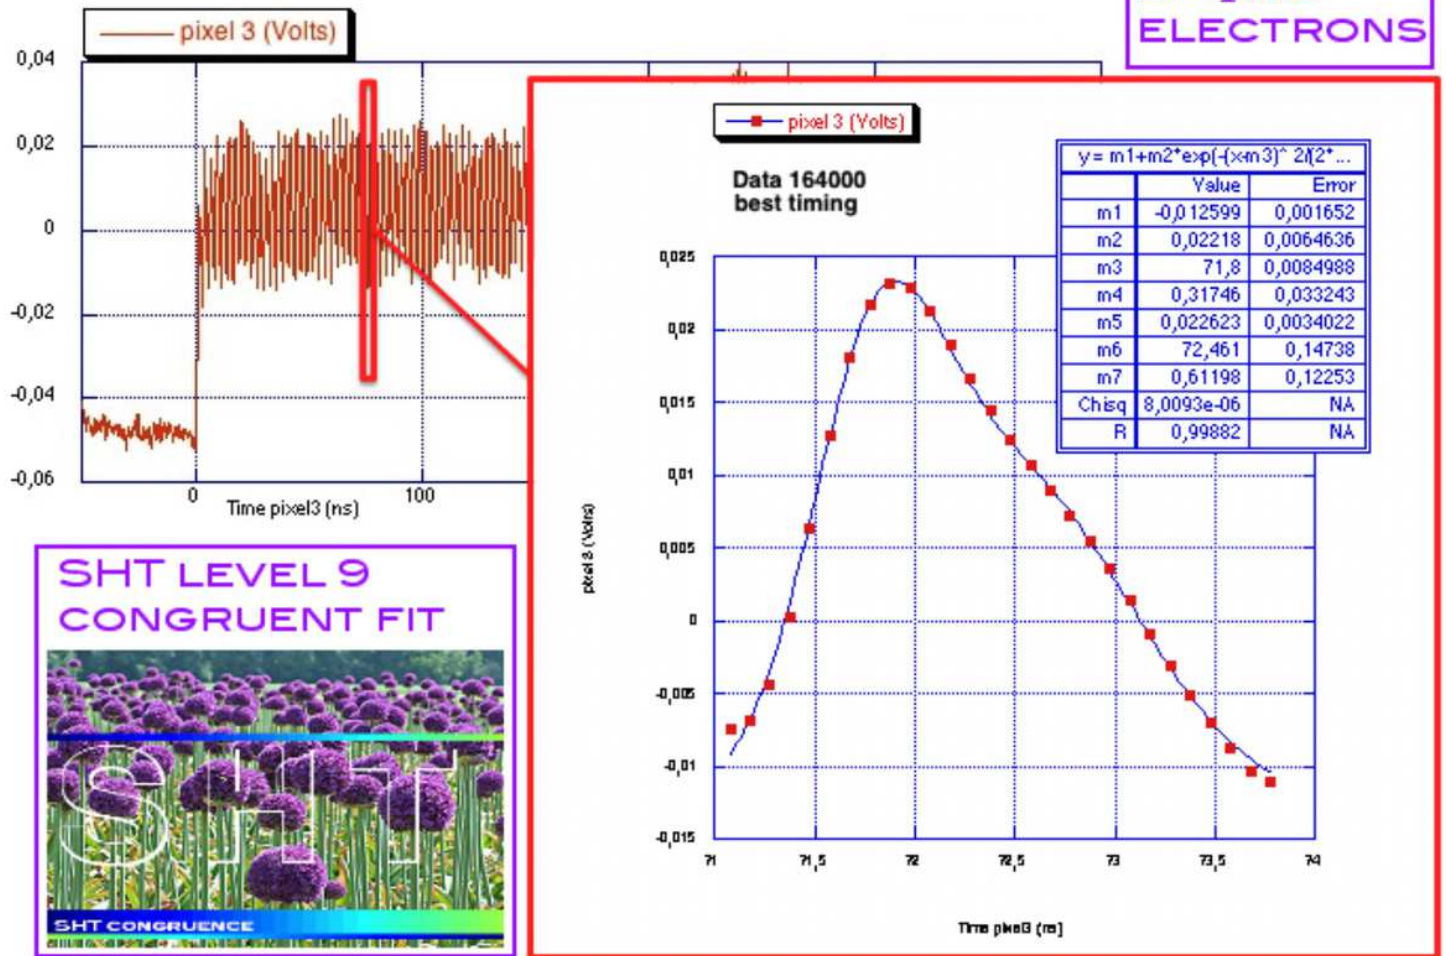 pixel 3 (Volts)
ELECTRONS
0,04
0,02
0
-0,02
-0,04
-0,06
0
100
Time pixel3 (ns)
pixel 3 (Volts)
Data 164000
best timing
y = m1+m2*exp(-(x-m3)^ 2/(2*...
Value Error
m1 -0,012599 0,001652
m2 0,02218 0,0064636
m3 71,8 0,0084988
m4 0,31746 0,033243
m5 0,022623 0,0034022
m6 72,461 0,14738
m7 0,61198 0,12253
Chisq 8,0093e-06 NA
R 0,99882 NA
0,025
0,02
0,015
0,01
0,005
0
-0,005
-0,01
-0,015
pixel 3 (Volts)
71
71,5
72
72,5
73
73,5
74
Time pixel3 (ns)
SHT LEVEL 9
CONGRUENT FIT
SHT
SHT CONGRUENCE